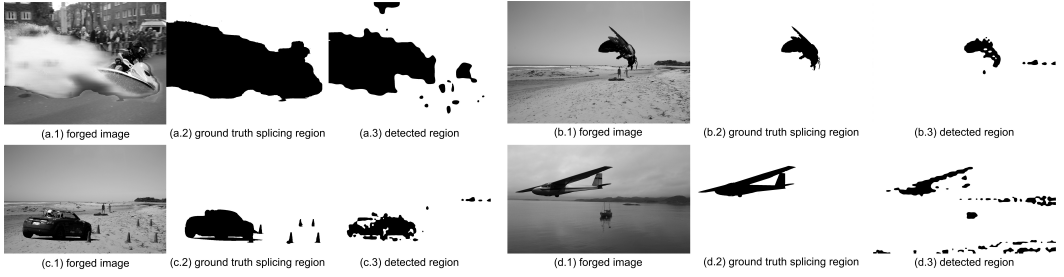 (a.1) forged image
(a.2) ground truth splicing region
(a.3) detected region
(b.1) forged image
(b.2) ground truth splicing region
(b.3) detected region
(c.1) forged image
(c.2) ground truth splicing region
(c.3) detected region
(d.1) forged image
(d.2) ground truth splicing region
(d.3) detected region